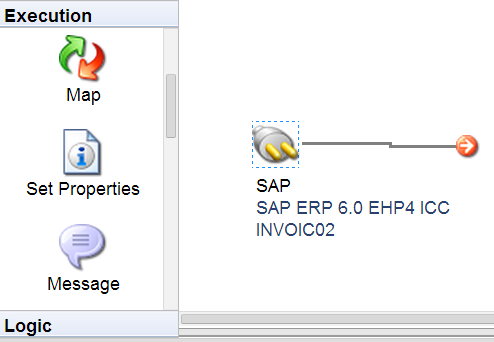 Execution
Map
Set Properties
Message
Logic
SAP
SAP ERP 6.0 EHP4 ICC
INVOIC02